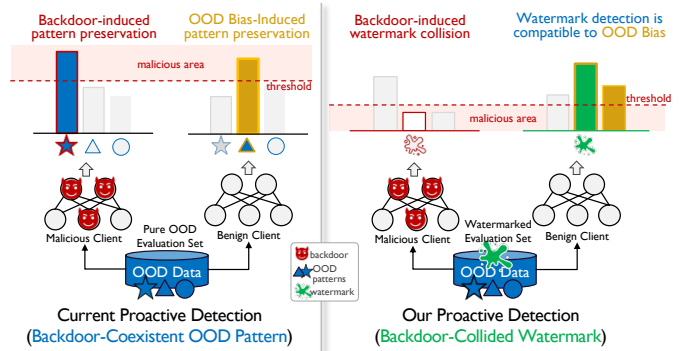 Backdoor-induced
pattern preservation
OOD Bias-Induced
pattern preservation
malicious area
threshold
Malicious Client
Pure OOD
Evaluation Set
Benign Client
OOD Data
Current Proactive Detection
(Backdoor-Coexistent OOD Pattern)
backdoor
OOD
patterns
watermark
Backdoor-induced
watermark collision
Watermark detection is
compatible to OOD Bias
threshold
malicious area
Malicious Client
Watermarked
Evaluation Set
Benign Client
OOD Data
Our Proactive Detection
(Backdoor-Collided Watermark)